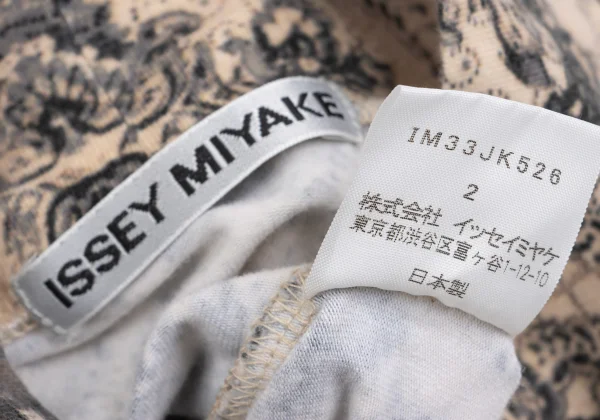 ISSEY MIYAKE
IM33JK526
2
株式会社 イッセイミヤケ
東京都渋谷区富ヶ谷1-12-10
日本製